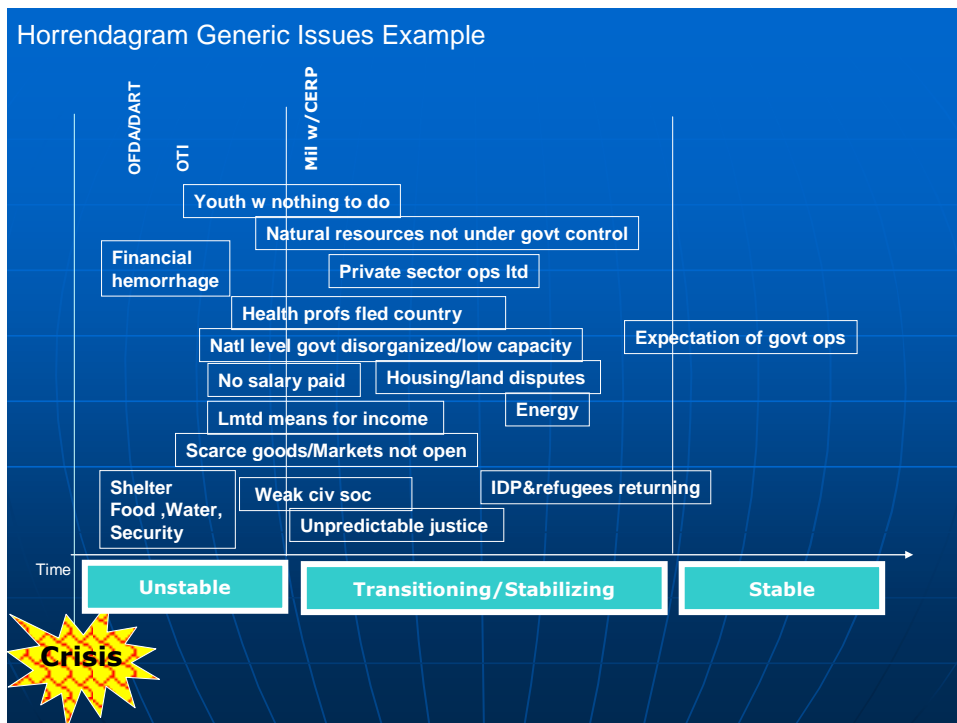 Horrendagram Generic Issues Example
OFDA/DART
OTI
Mil w/CERP
Youth w nothing to do
Natural resources not under govt control
Financial
hemorrhage
Private sector ops ltd
Health profs fled country
Natl level govt disorganized/low capacity
Expectation of govt ops
No salary paid
Housing/land disputes
Energy
Lmtd means for income
Scarce goods/Markets not open
Shelter
Food ,Water,
Security
Weak civ soc
IDP&refugees returning
Unpredictable justice
Time
Unstable
Transitioning/Stabilizing
Stable
Crisis